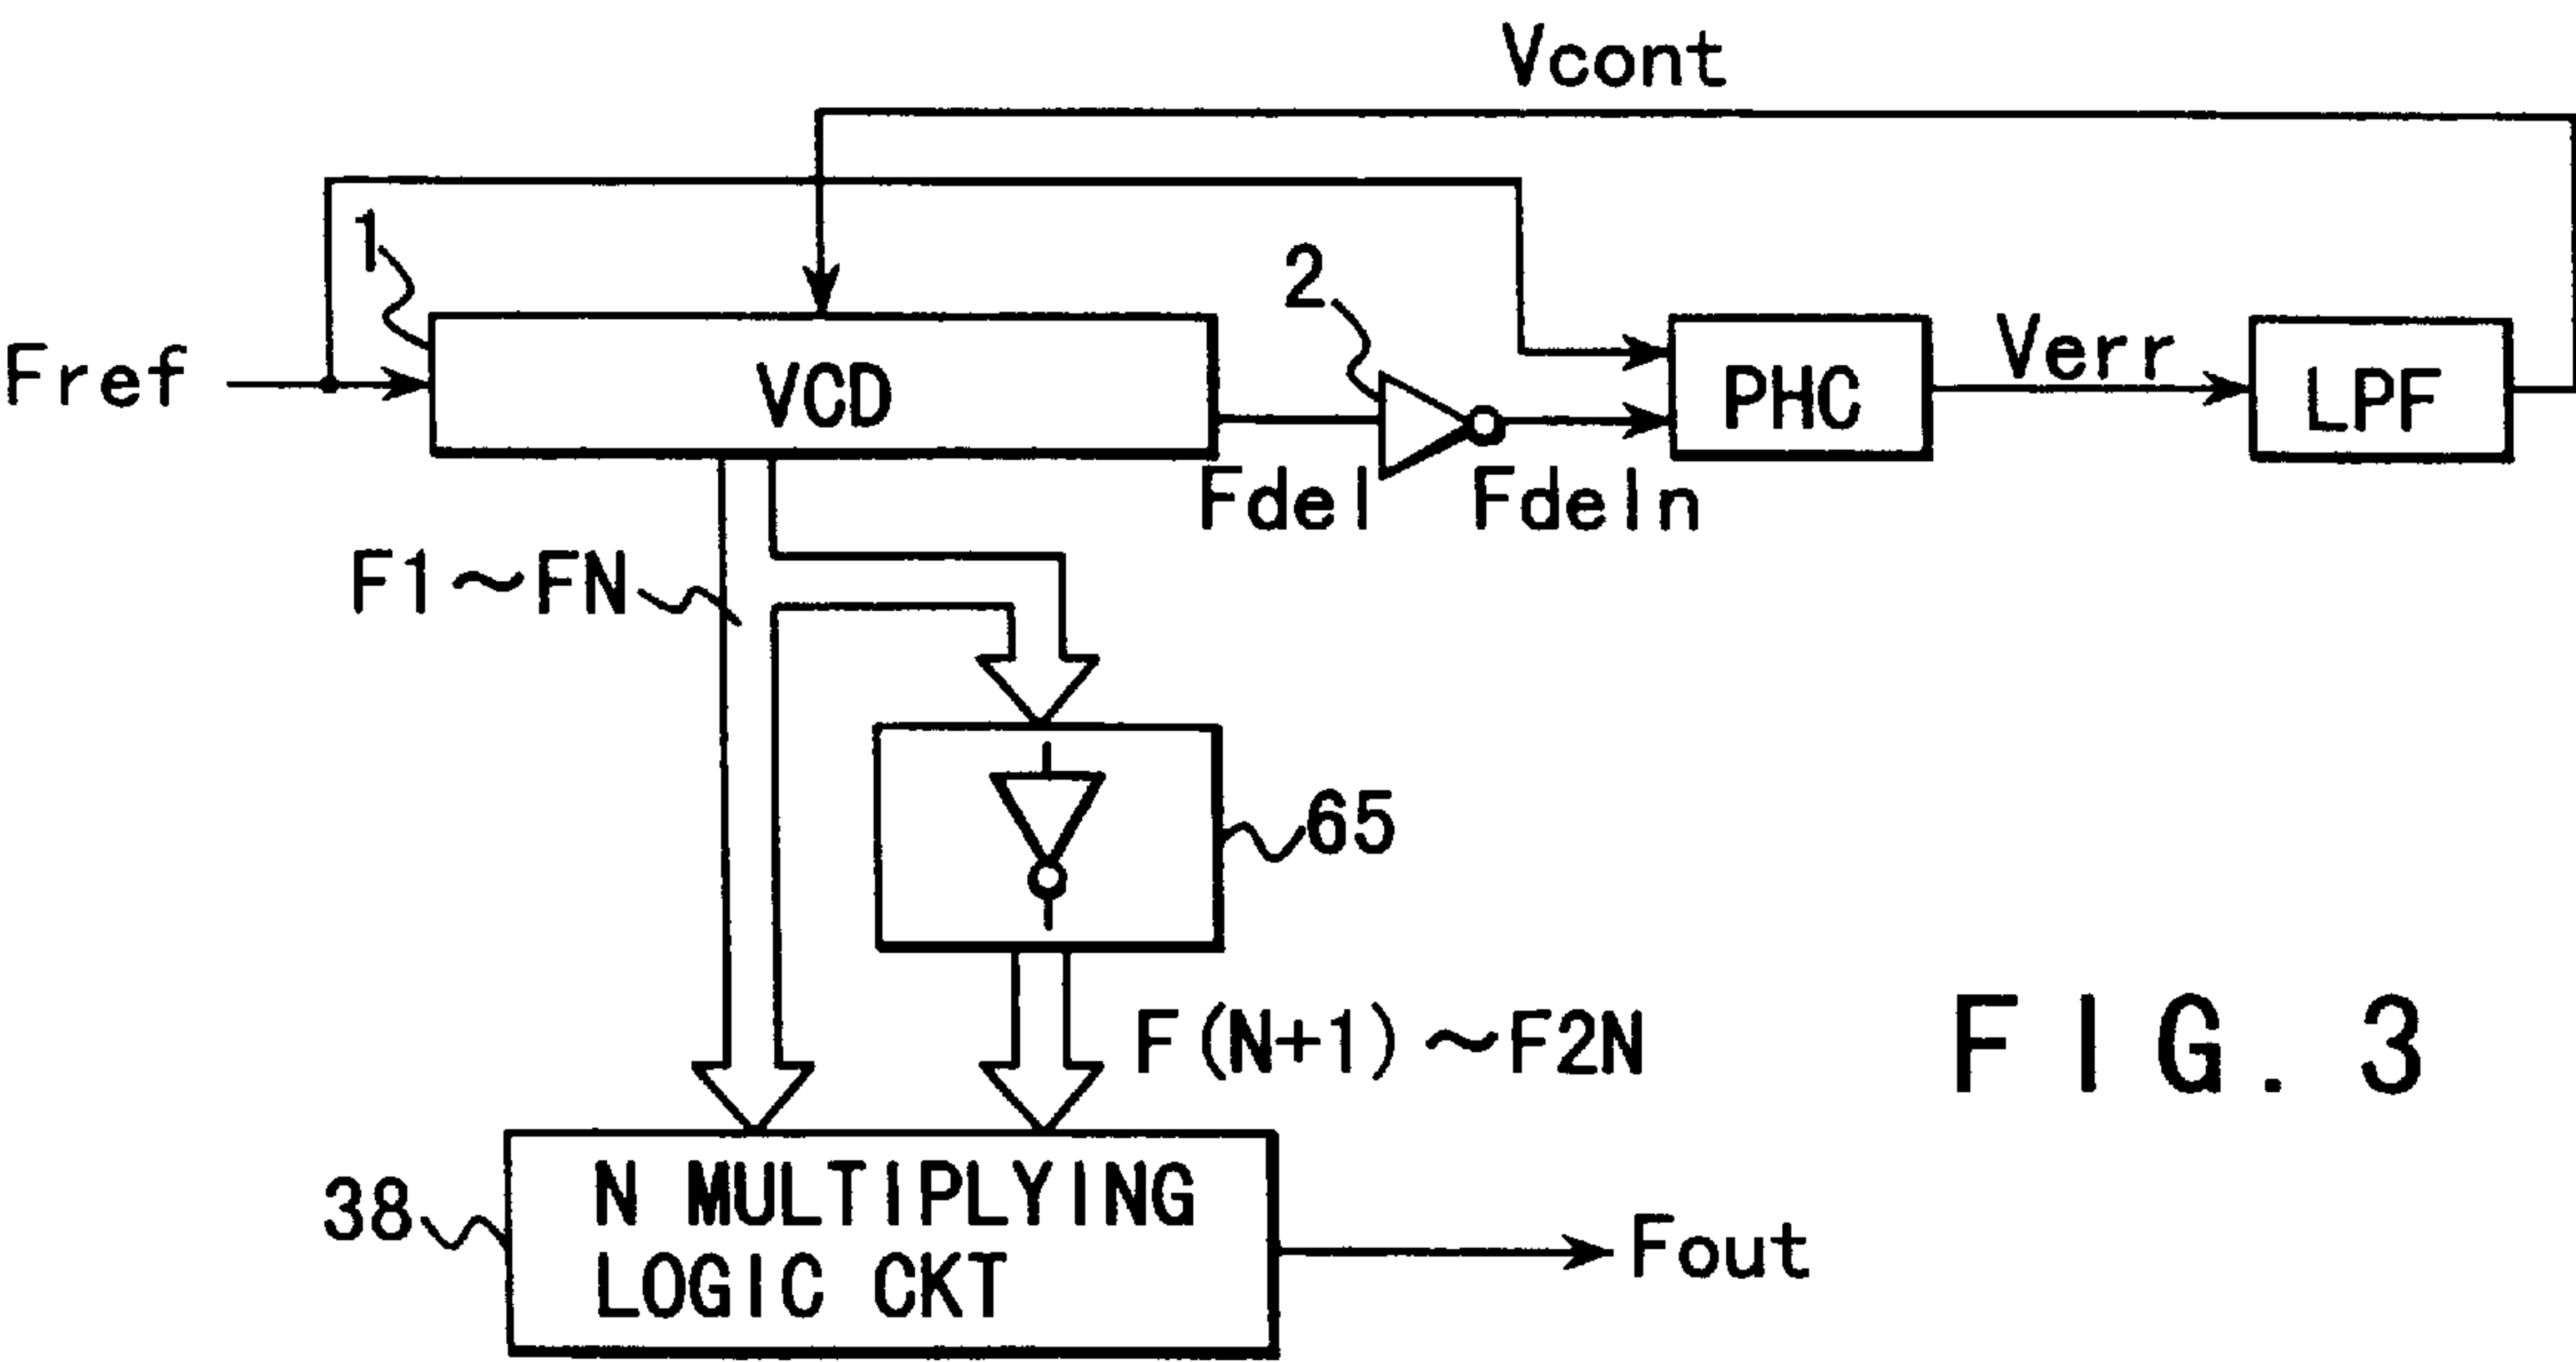 Vcont
1
2
Fref
VCD
PHC
Verr
LPF
Fdel
Fdeln
F1~FN
65
F(N+1)~F2N
FIG. 3
38
N MULTIPLYING
LOGIC CKT
Fout